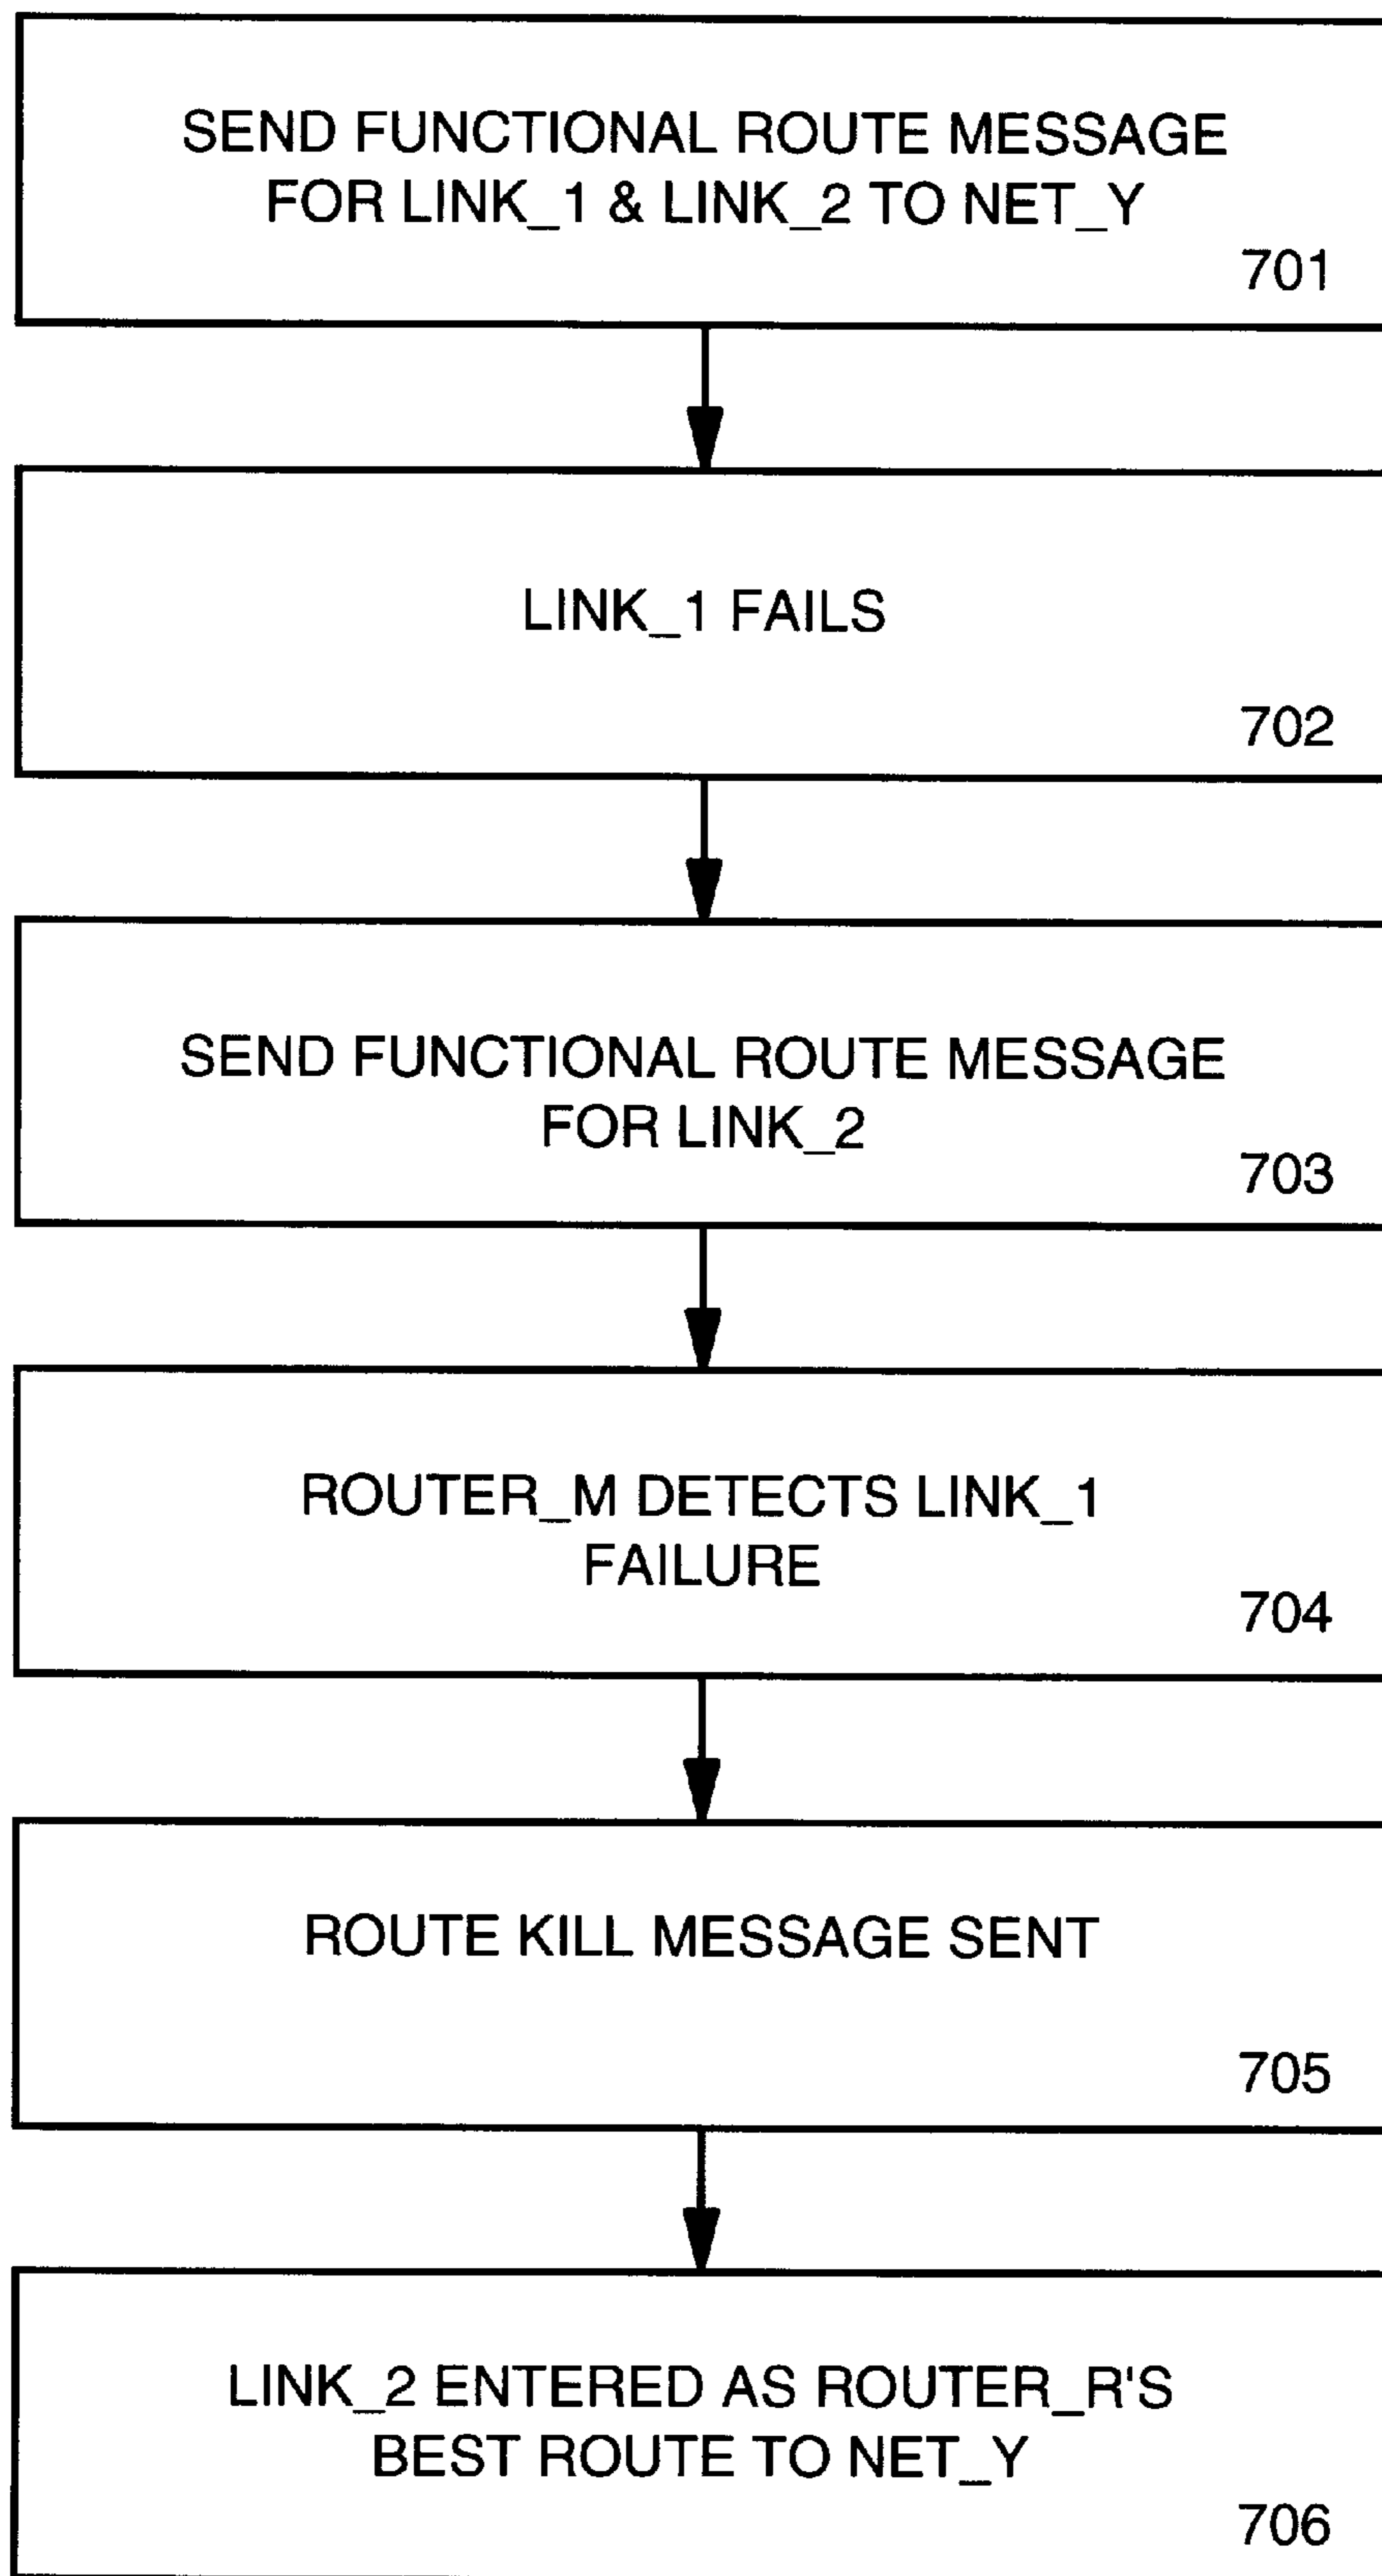 SEND FUNCTIONAL ROUTE MESSAGE
FOR LINK_1 & LINK_2 TO NET_Y
701
LINK_1 FAILS
702
SEND FUNCTIONAL ROUTE MESSAGE
FOR LINK_2
703
ROUTER_M DETECTS LINK_1
FAILURE
704
ROUTE KILL MESSAGE SENT
705
LINK_2 ENTERED AS ROUTER_R'S
BEST ROUTE TO NET_Y
706